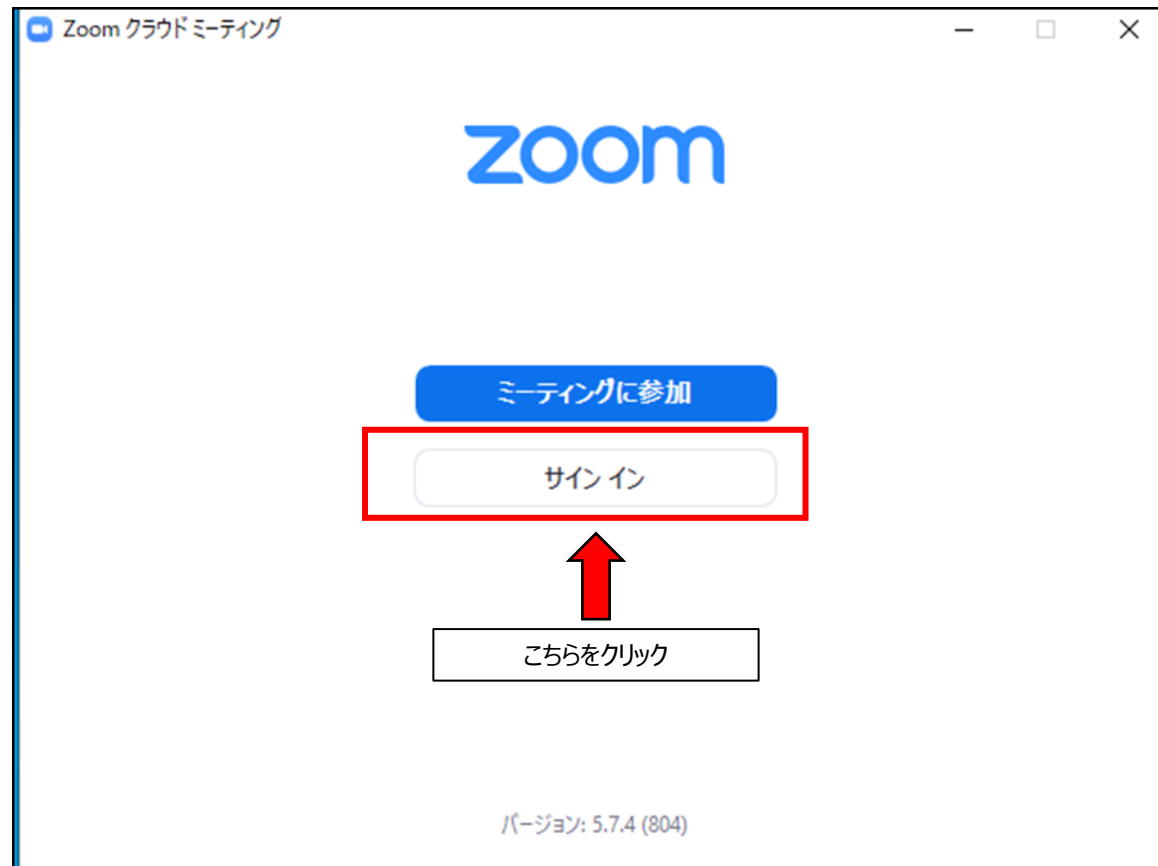 Zoom クラウド ミーティング
zoom
ミーティングに参加
サイン イン
こちらをクリック
バージョン: 5.7.4 (804)